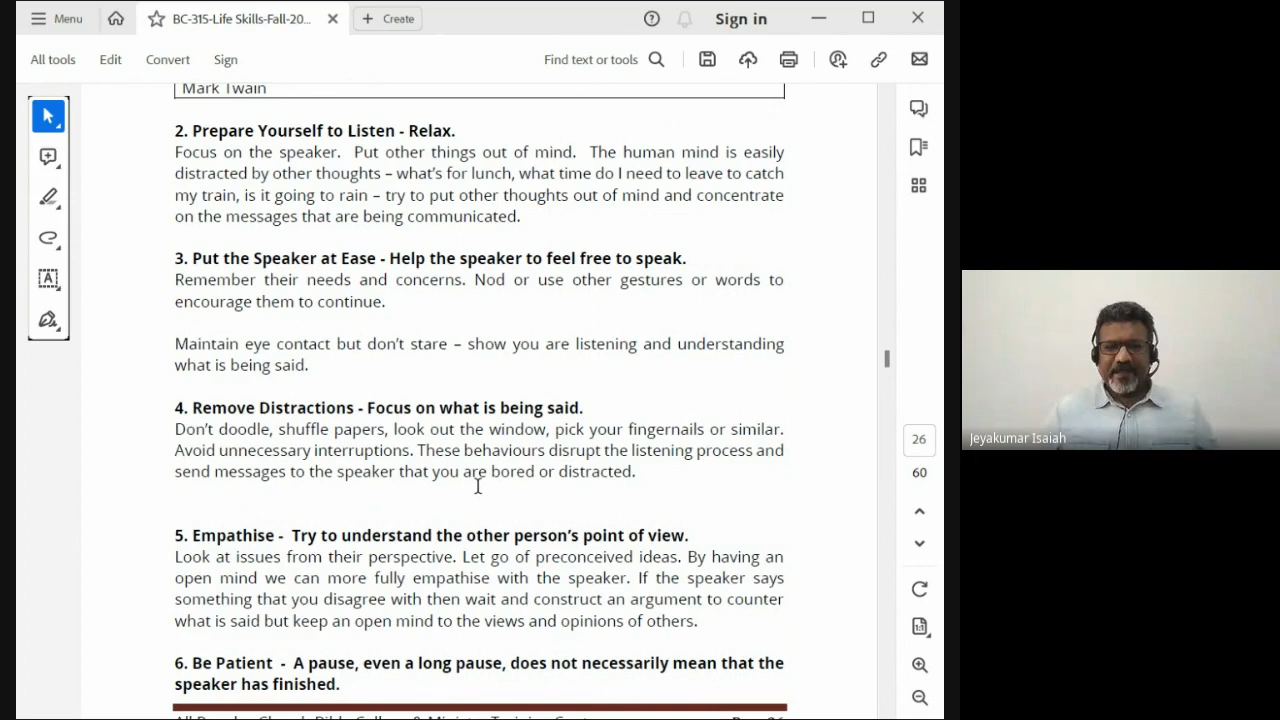 Menu
BC-315-Life Skills-Fall-20...
Create
Sign in
All tools
Edit
Convert
Sign
Find text or tools
Mark Twain
2. Prepare Yourself to Listen - Relax.
Focus on the speaker. Put other things out of mind. The human mind is easily
distracted by other thoughts – what's for lunch, what time do I need to leave to catch
my train, is it going to rain – try to put other thoughts out of mind and concentrate
on the messages that are being communicated.
3. Put the Speaker at Ease - Help the speaker to feel free to speak.
Remember their needs and concerns. Nod or use other gestures or words to
encourage them to continue.
Maintain eye contact but don't stare – show you are listening and understanding
what is being said.
4. Remove Distractions - Focus on what is being said.
Don't doodle, shuffle papers, look out the window, pick your fingernails or similar.
Avoid unnecessary interruptions. These behaviours disrupt the listening process and
send messages to the speaker that you are bored or distracted.
5. Empathise - Try to understand the other person's point of view.
Look at issues from their perspective. Let go of preconceived ideas. By having an
open mind we can more fully empathise with the speaker. If the speaker says
something that you disagree with then wait and construct an argument to counter
what is said but keep an open mind to the views and opinions of others.
6. Be Patient - A pause, even a long pause, does not necessarily mean that the
speaker has finished.
26
60
Jeyakumar Isaiah